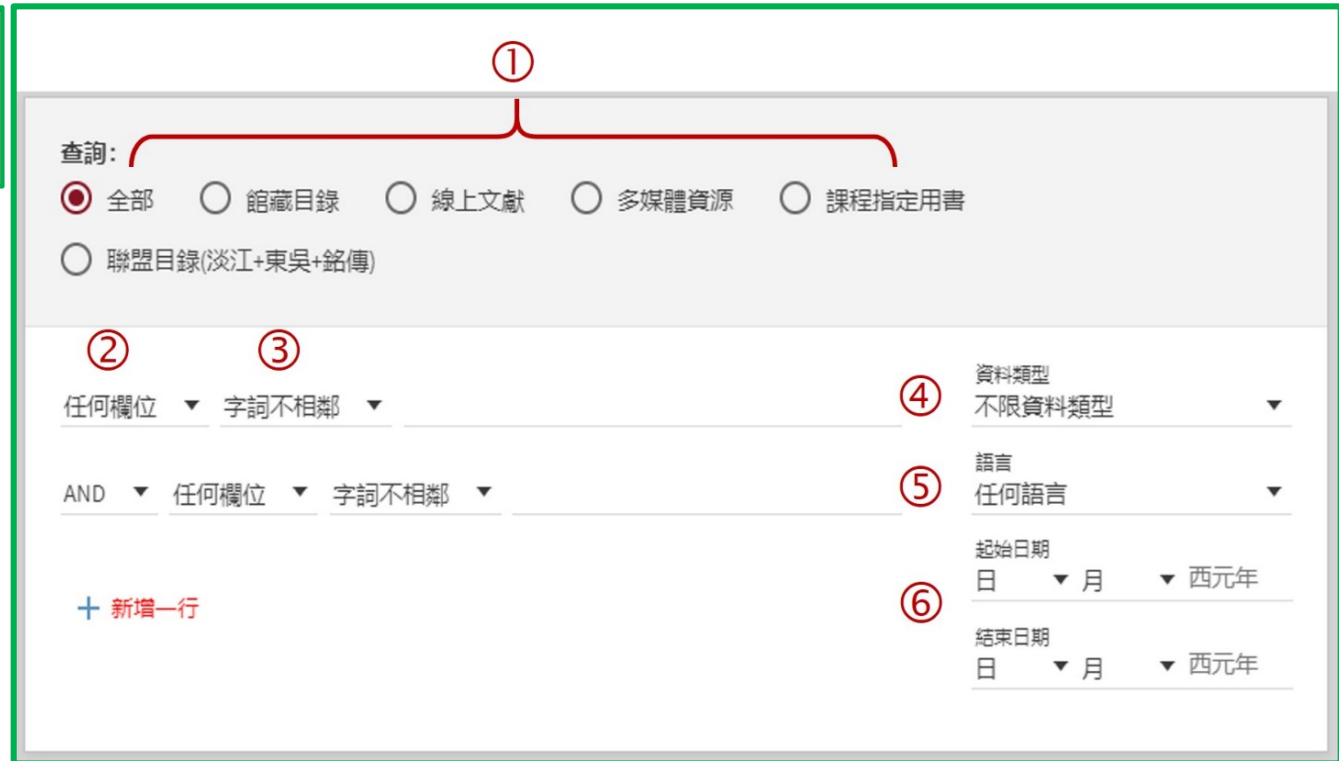 ①
查詢：
全部 館藏目錄 線上文獻 多媒體資源 課程指定用書
聯盟目錄(淡江+東吳+銘傳)
② ③
任何欄位 字詞不相鄰
AND 任何欄位 字詞不相鄰
+ 新增一行
④ 資料類型
不限資料類型
⑤ 語言
任何語言
⑥ 起始日期
日 月 西元年
結束日期
日 月 西元年